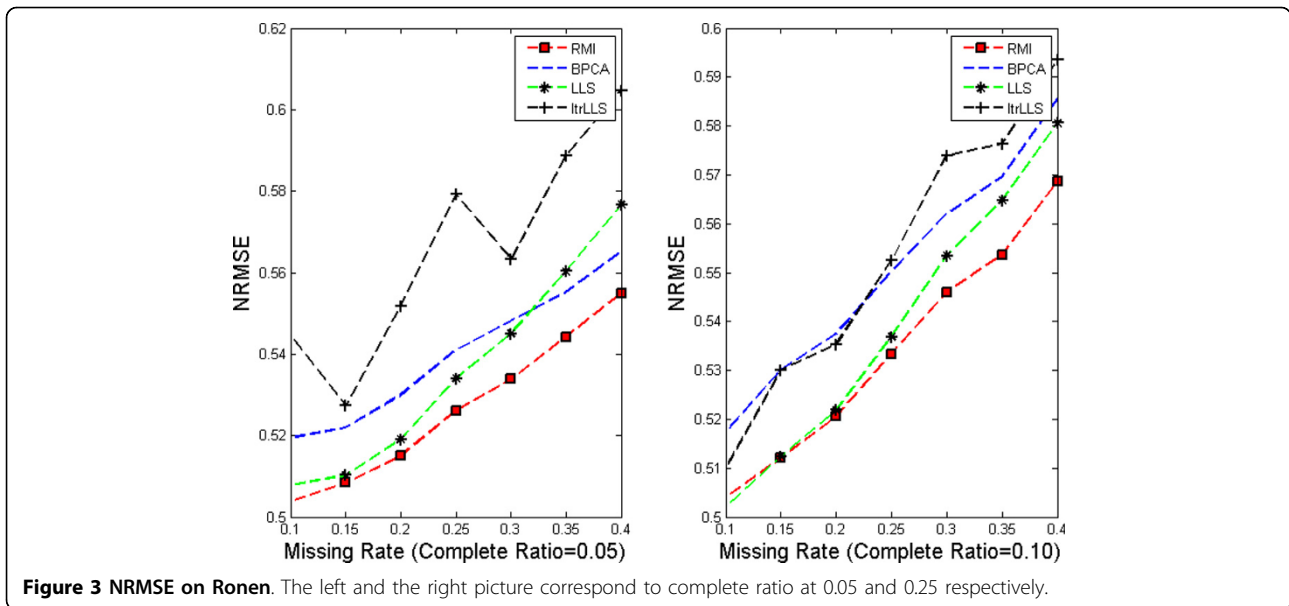 0.62
0.6
0.58
0.56
0.54
0.52
0.5
NRMSE
RMI
BPCA
LLS
ItrLLS
0.1 0.15 0.2 0.25 0.3 0.35 0.4
Missing Rate (Complete Ratio=0.05)
0.6
0.59
0.58
0.57
0.56
0.55
0.54
0.53
0.52
0.51
0.5
NRMSE
RMI
BPCA
LLS
ItrLLS
0.1 0.15 0.2 0.25 0.3 0.35 0.4
Missing Rate (Complete Ratio=0.10)
Figure 3 NRMSE on Ronen. The left and the right picture correspond to complete ratio at 0.05 and 0.25 respectively.